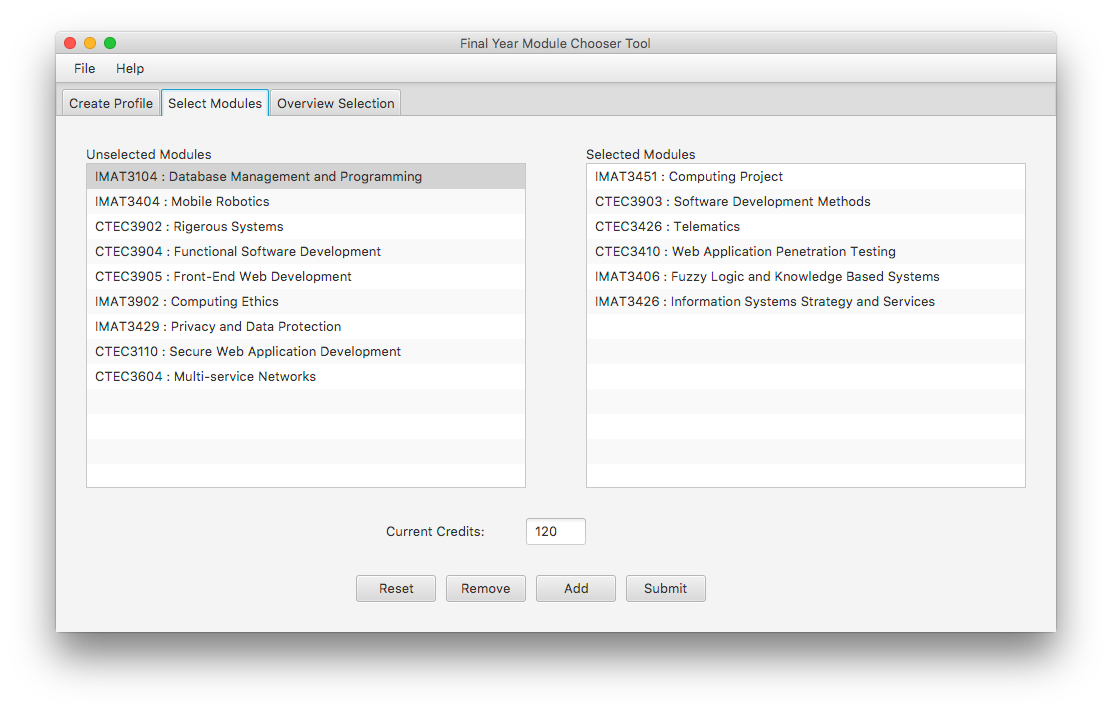 Final Year Module Chooser Tool
File Help
Create Profile Select Modules Overview Selection
Unselected Modules
IMAT3104 : Database Management and Programming
IMAT3404 : Mobile Robotics
CTEC3902 : Rigerous Systems
CTEC3904 : Functional Software Development
CTEC3905 : Front-End Web Development
IMAT3902 : Computing Ethics
IMAT3429 : Privacy and Data Protection
CTEC3110 : Secure Web Application Development
CTEC3604 : Multi-service Networks
Selected Modules
IMAT3451 : Computing Project
CTEC3903 : Software Development Methods
CTEC3426 : Telematics
CTEC3410 : Web Application Penetration Testing
IMAT3406 : Fuzzy Logic and Knowledge Based Systems
IMAT3426 : Information Systems Strategy and Services
Current Credits: 120
Reset Remove Add Submit